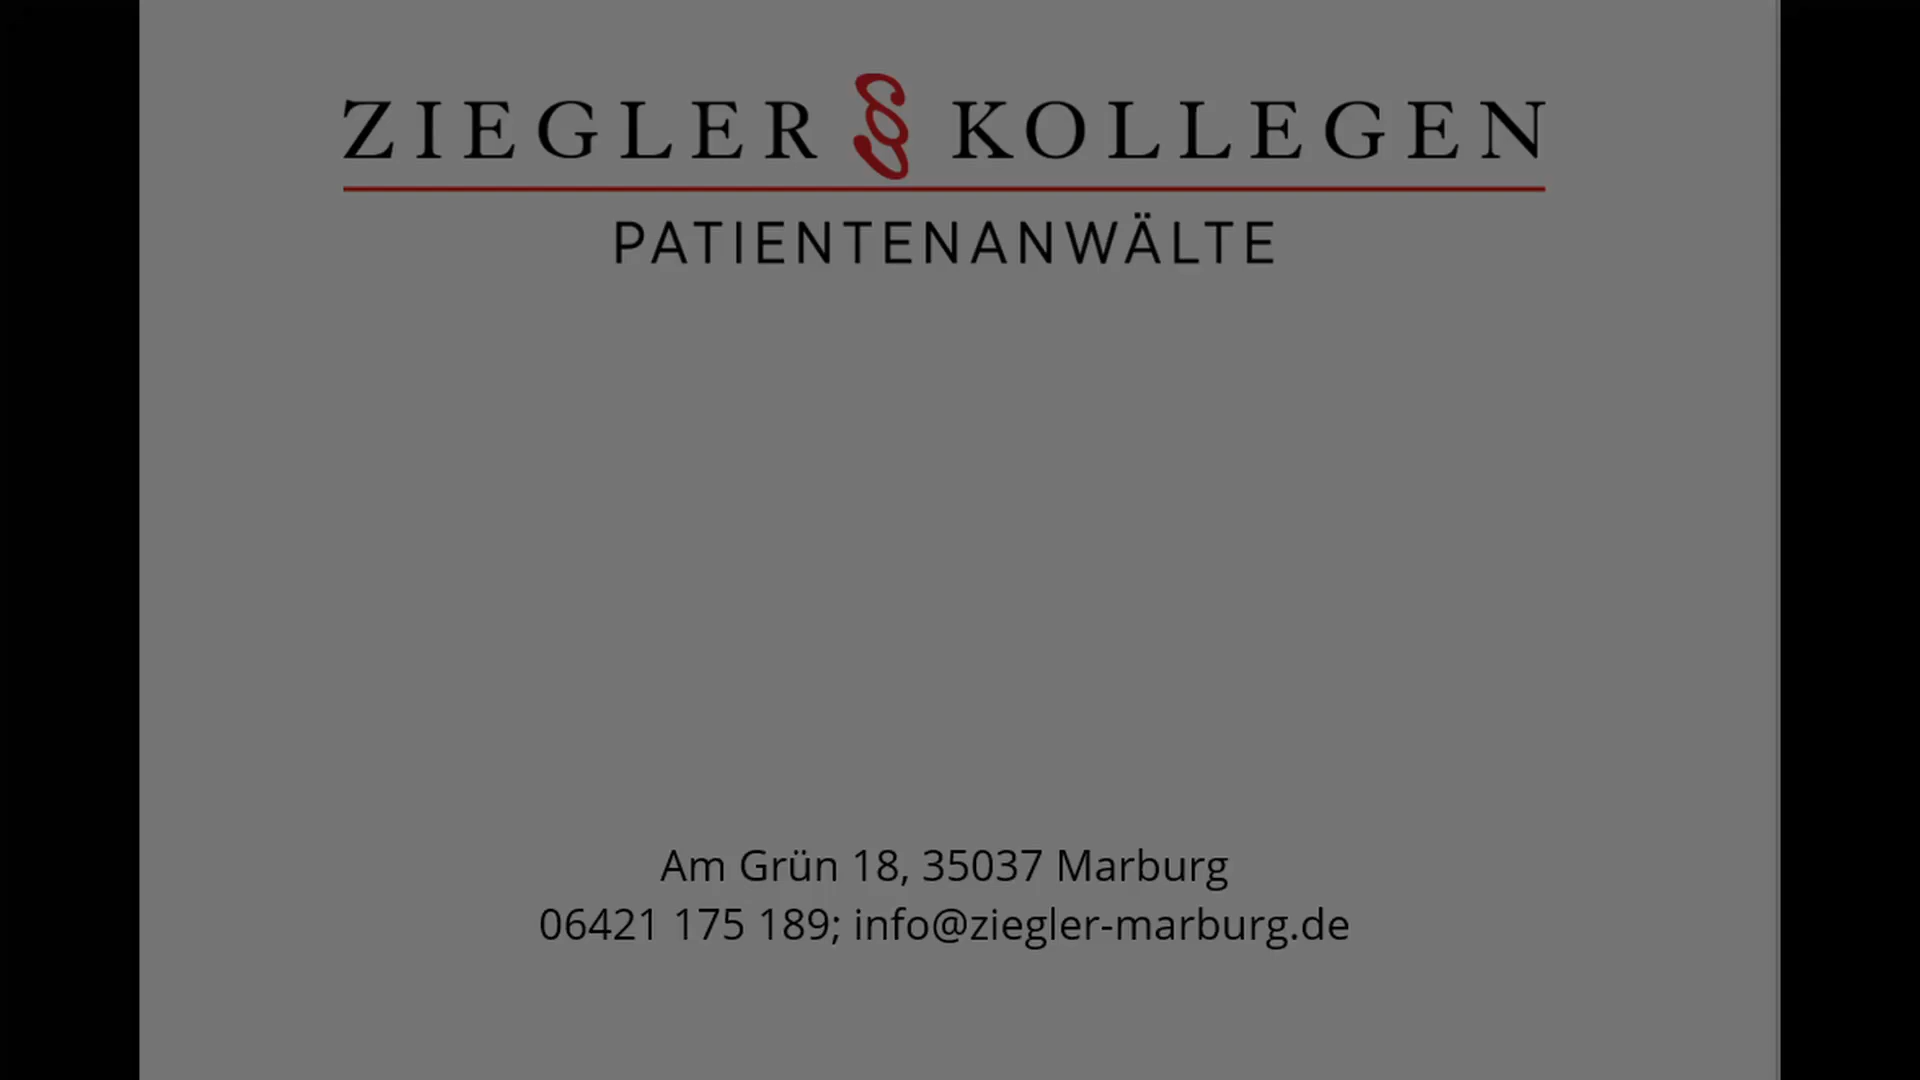 ZIEGLER § KOLLEGEN
PATIENTENANWÄLTE
Am Grün 18, 35037 Marburg
06421 175 189; info@ziegler-marburg.de